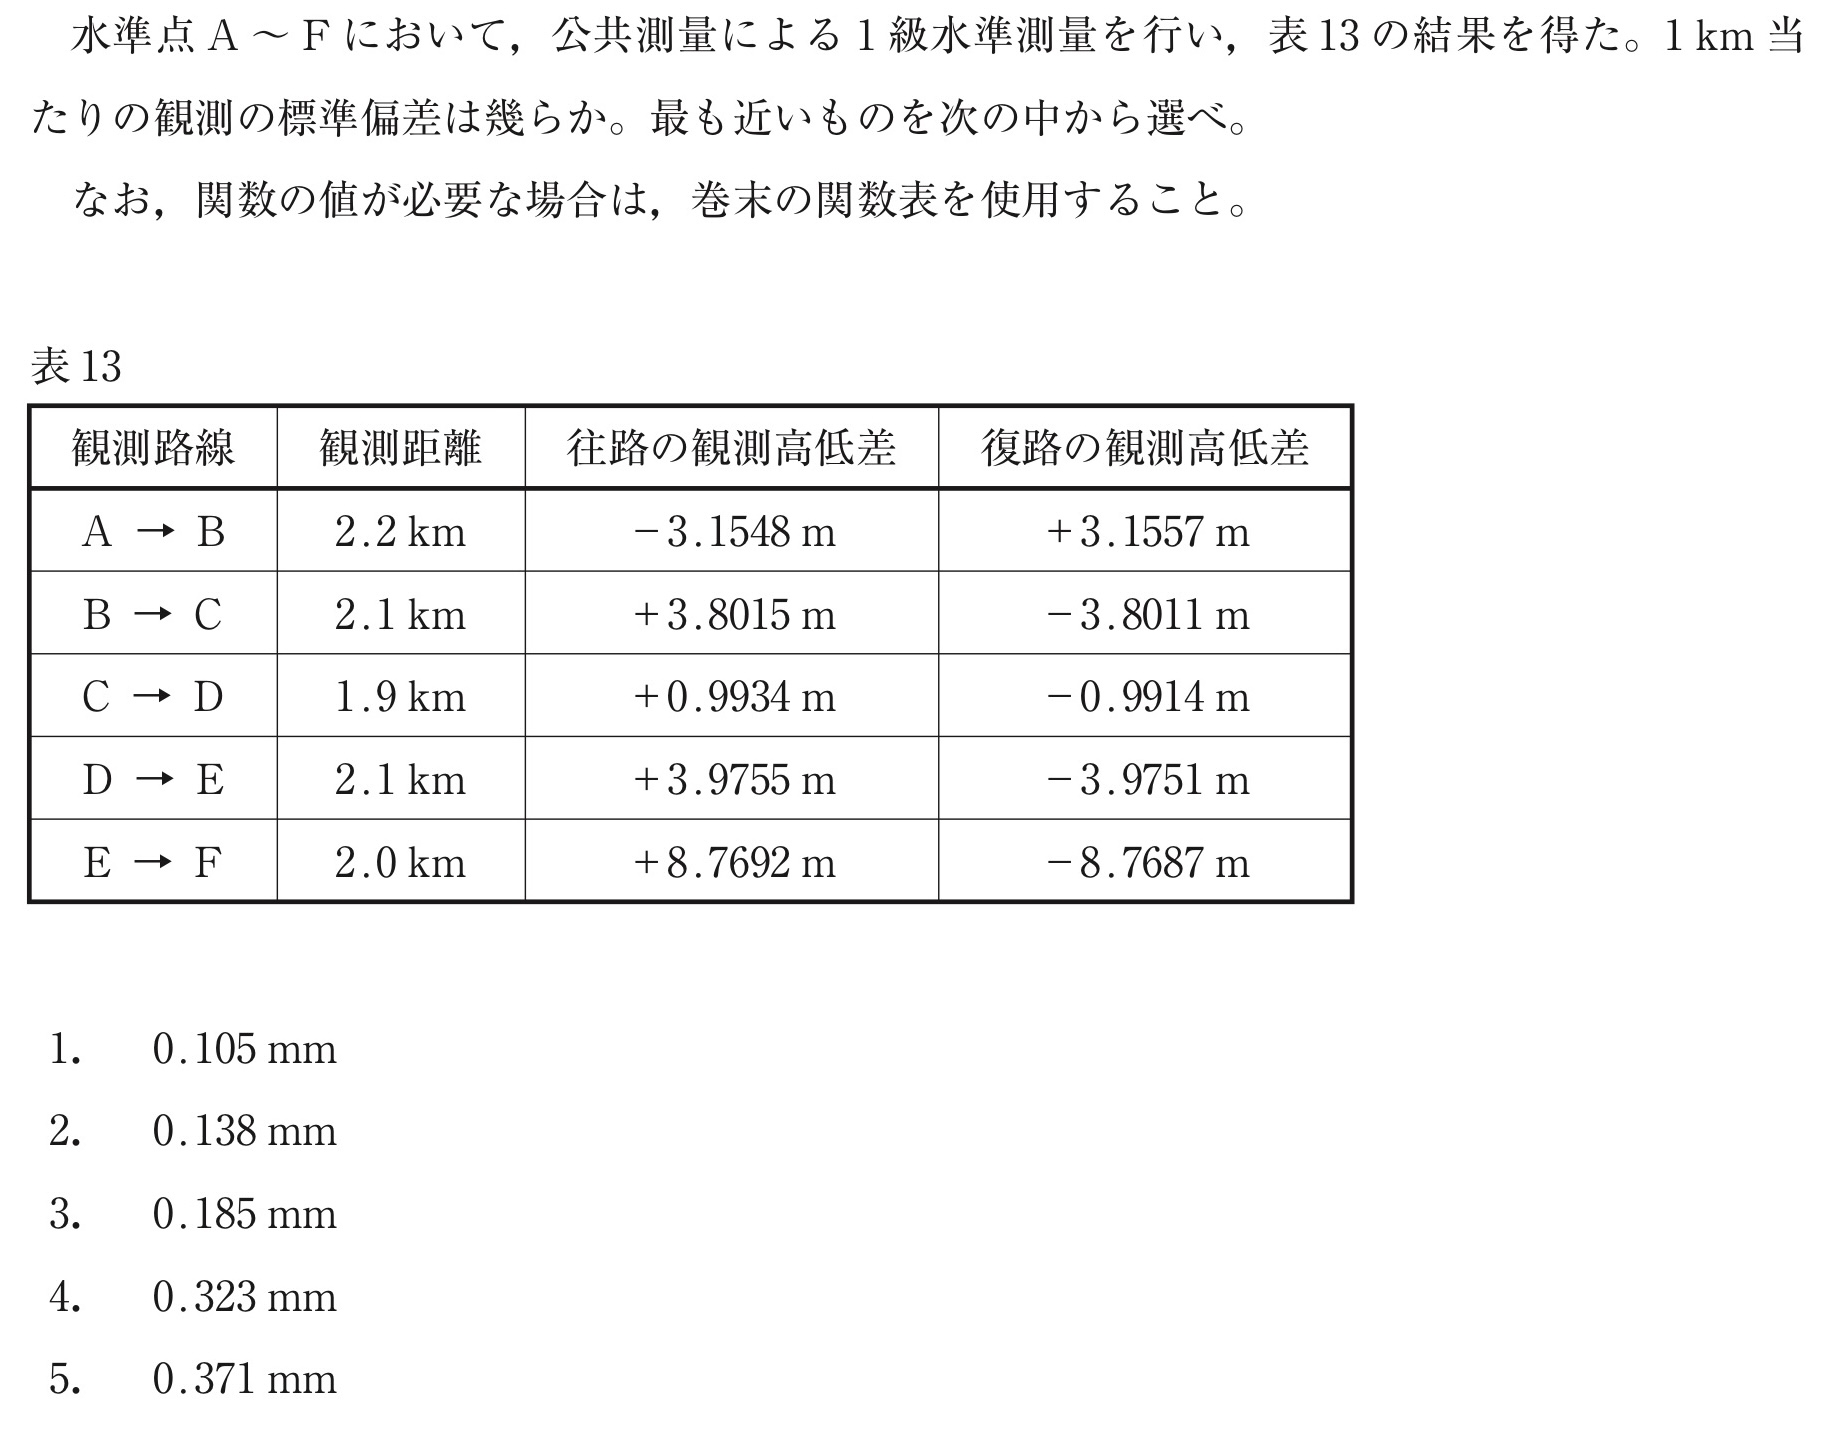 水準点 A ～ F において，公共測量による 1 級水準測量を行い，表 13 の結果を得た。1 km 当
たりの観測の標準偏差は幾らか。最も近いものを次の中から選べ。
なお，関数の値が必要な場合は，巻末の関数表を使用すること。
表 13
観測路線 観測距離 往路の観測高低差 復路の観測高低差
A → B 2.2 km －3.1548 m ＋3.1557 m
B → C 2.1 km ＋3.8015 m －3.8011 m
C → D 1.9 km ＋0.9934 m －0.9914 m
D → E 2.1 km ＋3.9755 m －3.9751 m
E → F 2.0 km ＋8.7692 m －8.7687 m
1. 0.105 mm
2. 0.138 mm
3. 0.185 mm
4. 0.323 mm
5. 0.371 mm